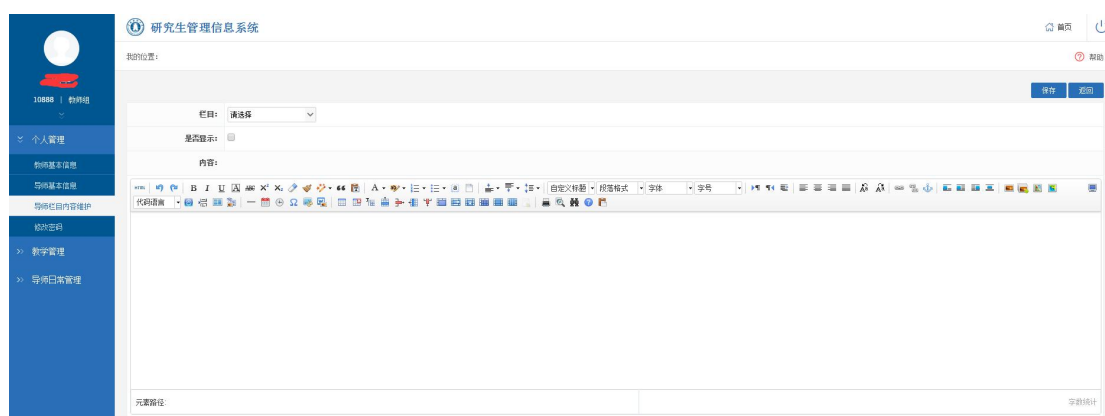 研究生管理信息系统
首页
我的位置：
帮助
10888 | 教师组
保存
返回
个人管理
教师基本信息
导师基本信息
导师栏目内容维护
修改密码
教学管理
导师日常管理
栏目：
请选择
是否显示：
内容：
HTML
B I U A ABC X² X₂
自定义标题
段落格式
字体
字号
代码语言
元素路径:
字数统计